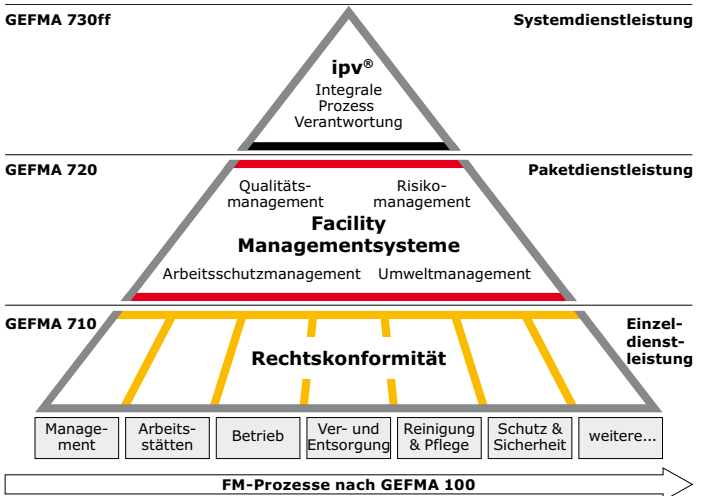 GEFMA 730ff
Systemdienstleistung
ipv®
Integrale
Prozess
Verantwortung
GEFMA 720
Paketdienstleistung
Qualitäts-
management
Risiko-
management
Facility
Managementsysteme
Arbeitsschutzmanagement
Umweltmanagement
GEFMA 710
Einzel-
dienst-
leistung
Rechtskonformität
Manage-
ment
Arbeits-
stätten
Betrieb
Ver- und
Entsorgung
Reinigung
& Pflege
Schutz &
Sicherheit
weitere...
FM-Prozesse nach GEFMA 100